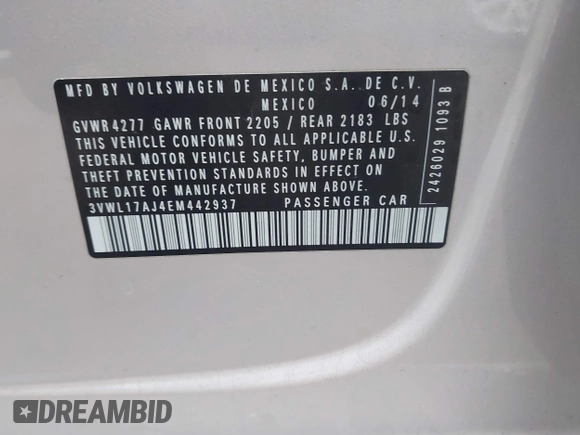 MFD BY VOLKSWAGEN DE MEXICO S.A. DE C.V.
MEXICO 06/14
GVWR 4277 GAWR FRONT 2205 / REAR 2183 LBS
THIS VEHICLE CONFORMS TO ALL APPLICABLE U.S.
FEDERAL MOTOR VEHICLE SAFETY, BUMPER AND
THEFT PREVENTION STANDARDS IN EFFECT ON
THE DATE OF MANUFACTURE SHOWN ABOVE.
3VWL17AJ4EM442937 PASSENGER CAR
2426029 1093 B
DREAMBID